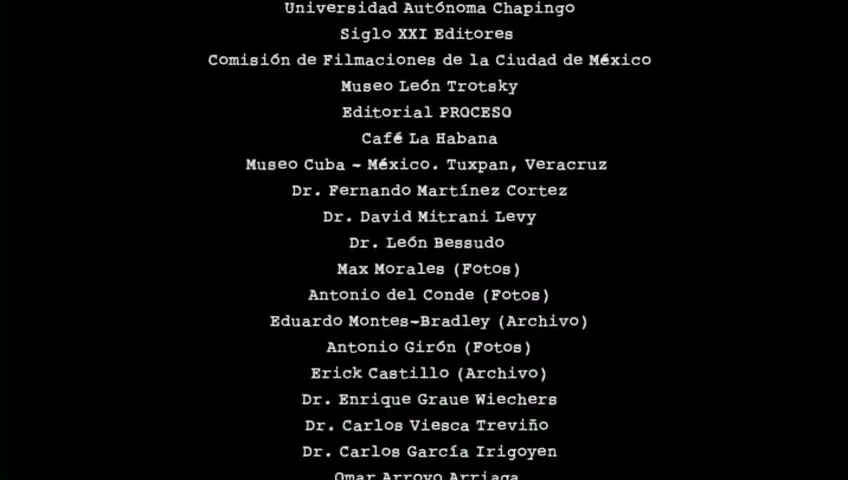 Universidad Autónoma Chapingo
Siglo XXI Editores
Comisión de Filmaciones de la Ciudad de México
Museo León Trotsky
Editorial PROCESO
Café La Habana
Museo Cuba - México. Tuxpan, Veracruz
Dr. Fernando Martínez Cortez
Dr. David Mitrani Levy
Dr. León Bessudo
Max Morales (Fotos)
Antonio del Conde (Fotos)
Eduardo Montes-Bradley (Archivo)
Antonio Girón (Fotos)
Erick Castillo (Archivo)
Dr. Enrique Graue Wiechers
Dr. Carlos Viesca Treviño
Dr. Carlos García Irigoyen
Omar Arroyo Arriaga